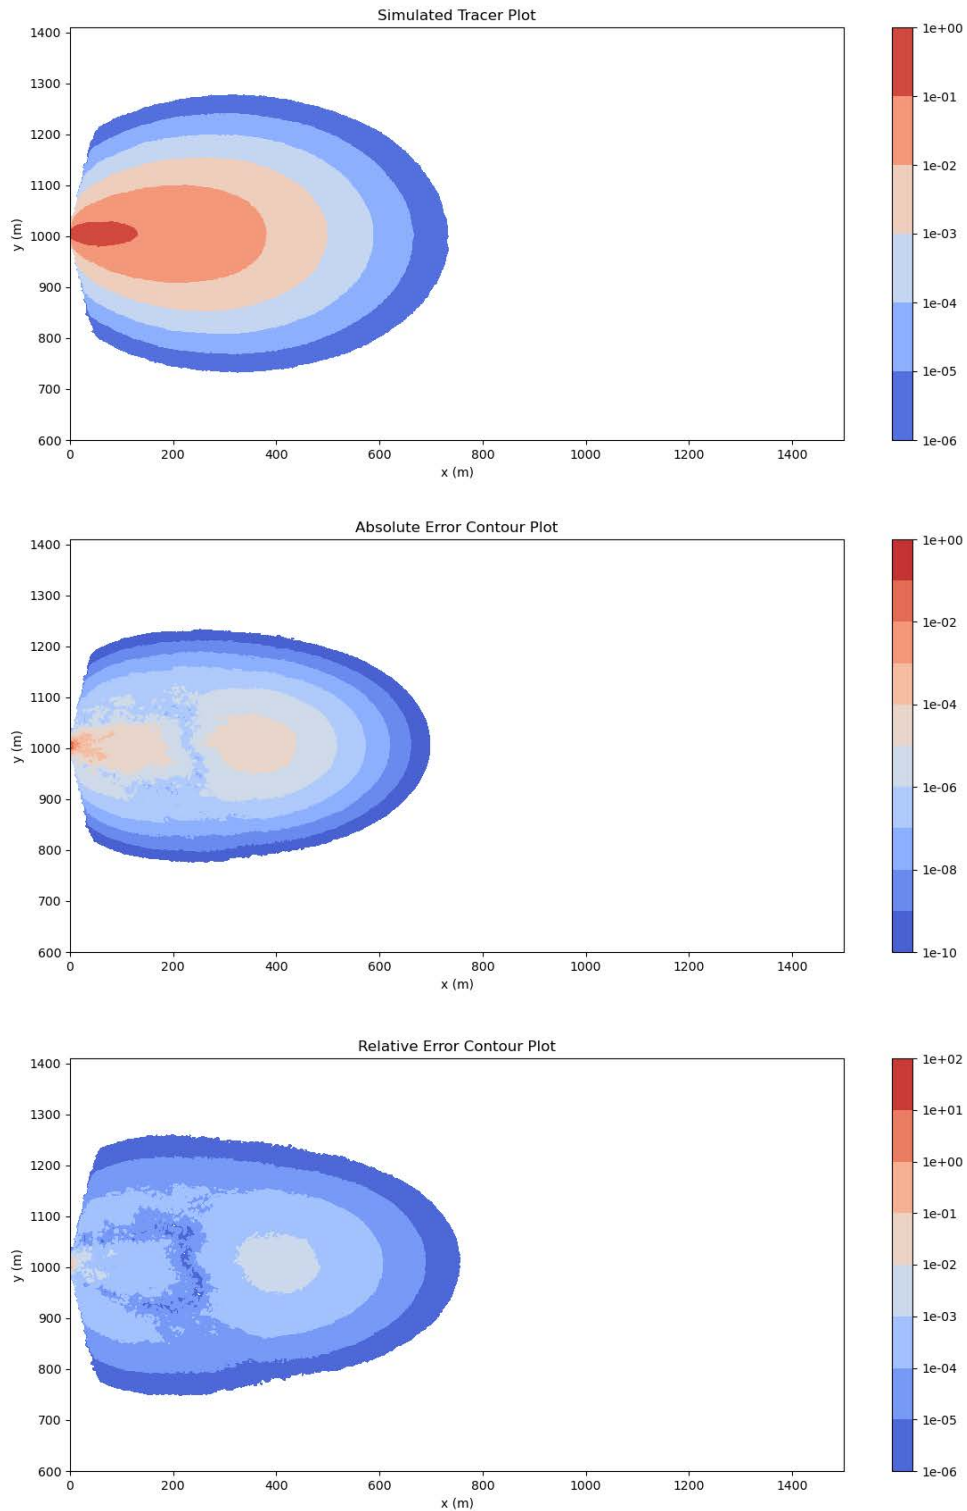 Simulated Tracer Plot
1400
1300
1200
1100
1000
900
800
700
600
y (m)
0 200 400 600 800 1000 1200 1400
x (m)
1e+00
1e-01
1e-02
1e-03
1e-04
1e-05
1e-06
Absolute Error Contour Plot
1400
1300
1200
1100
1000
900
800
700
600
y (m)
0 200 400 600 800 1000 1200 1400
x (m)
1e+00
1e-02
1e-04
1e-06
1e-08
1e-10
Relative Error Contour Plot
1400
1300
1200
1100
1000
900
800
700
600
y (m)
0 200 400 600 800 1000 1200 1400
x (m)
1e+02
1e+01
1e+00
1e-01
1e-02
1e-03
1e-04
1e-05
1e-06